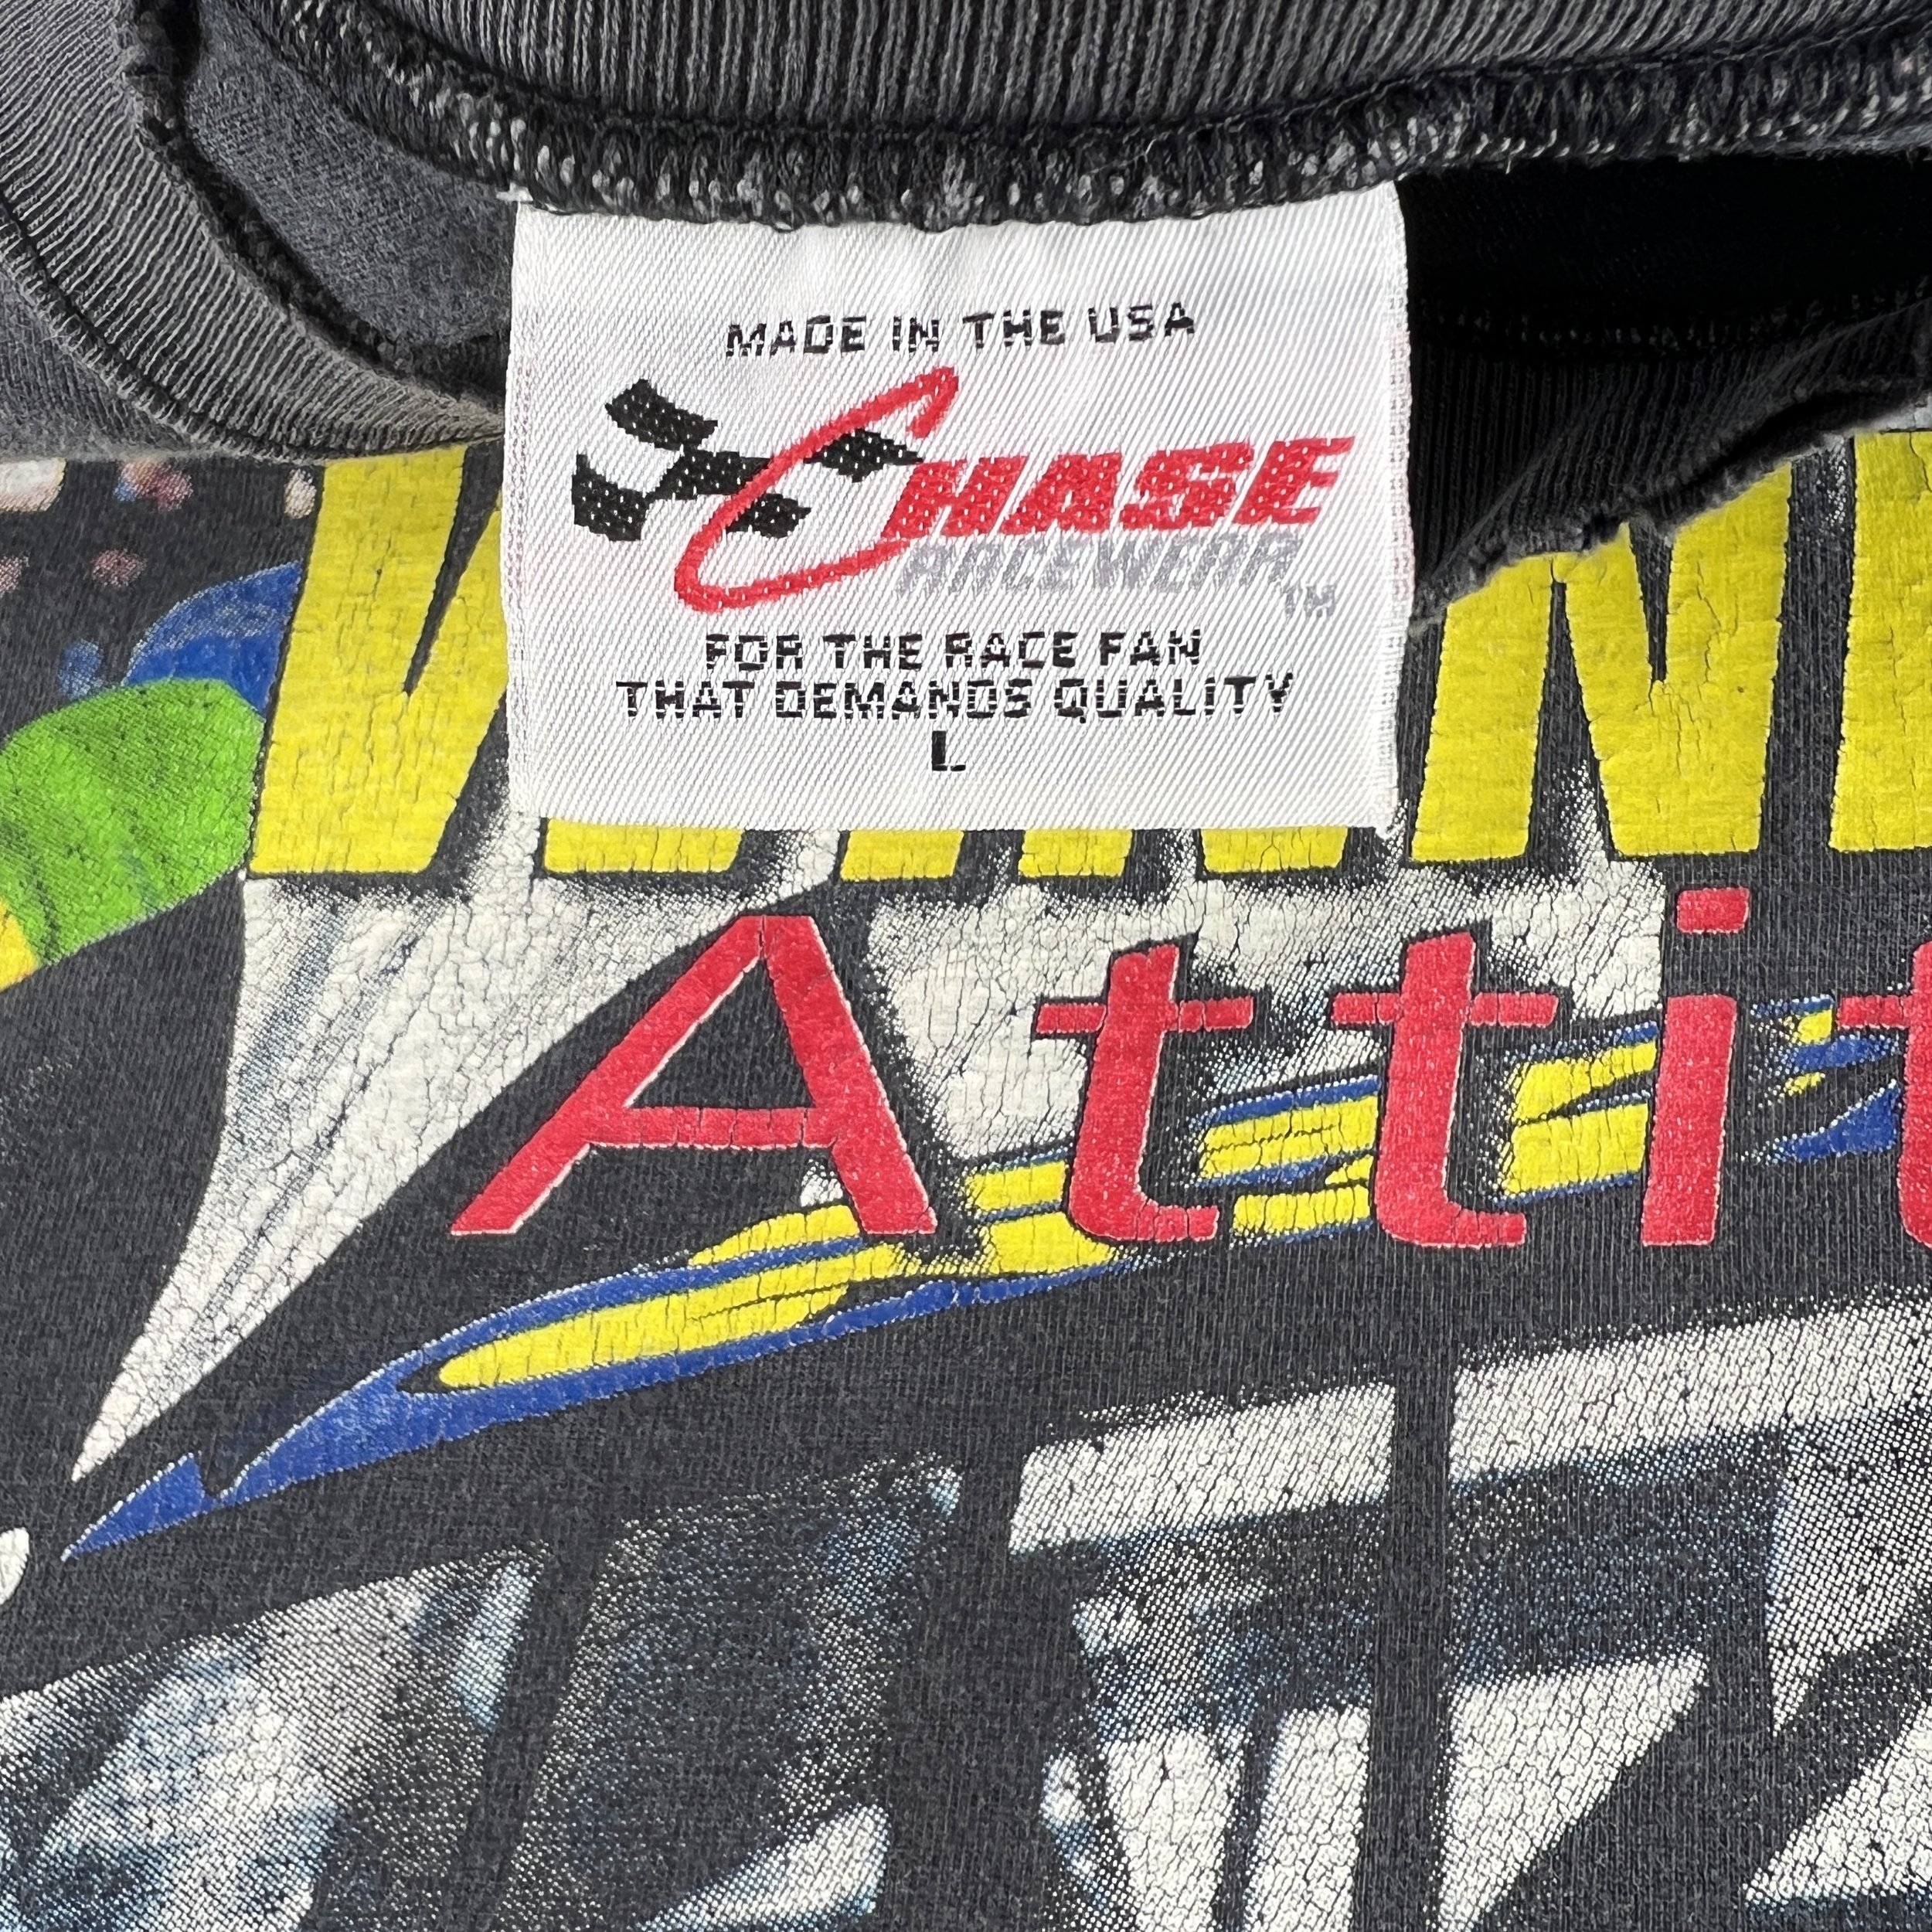 MADE IN THE USA
CHASE
RACEWEAR
TM
FOR THE RACE FAN
THAT DEMANDS QUALITY
L
Attit